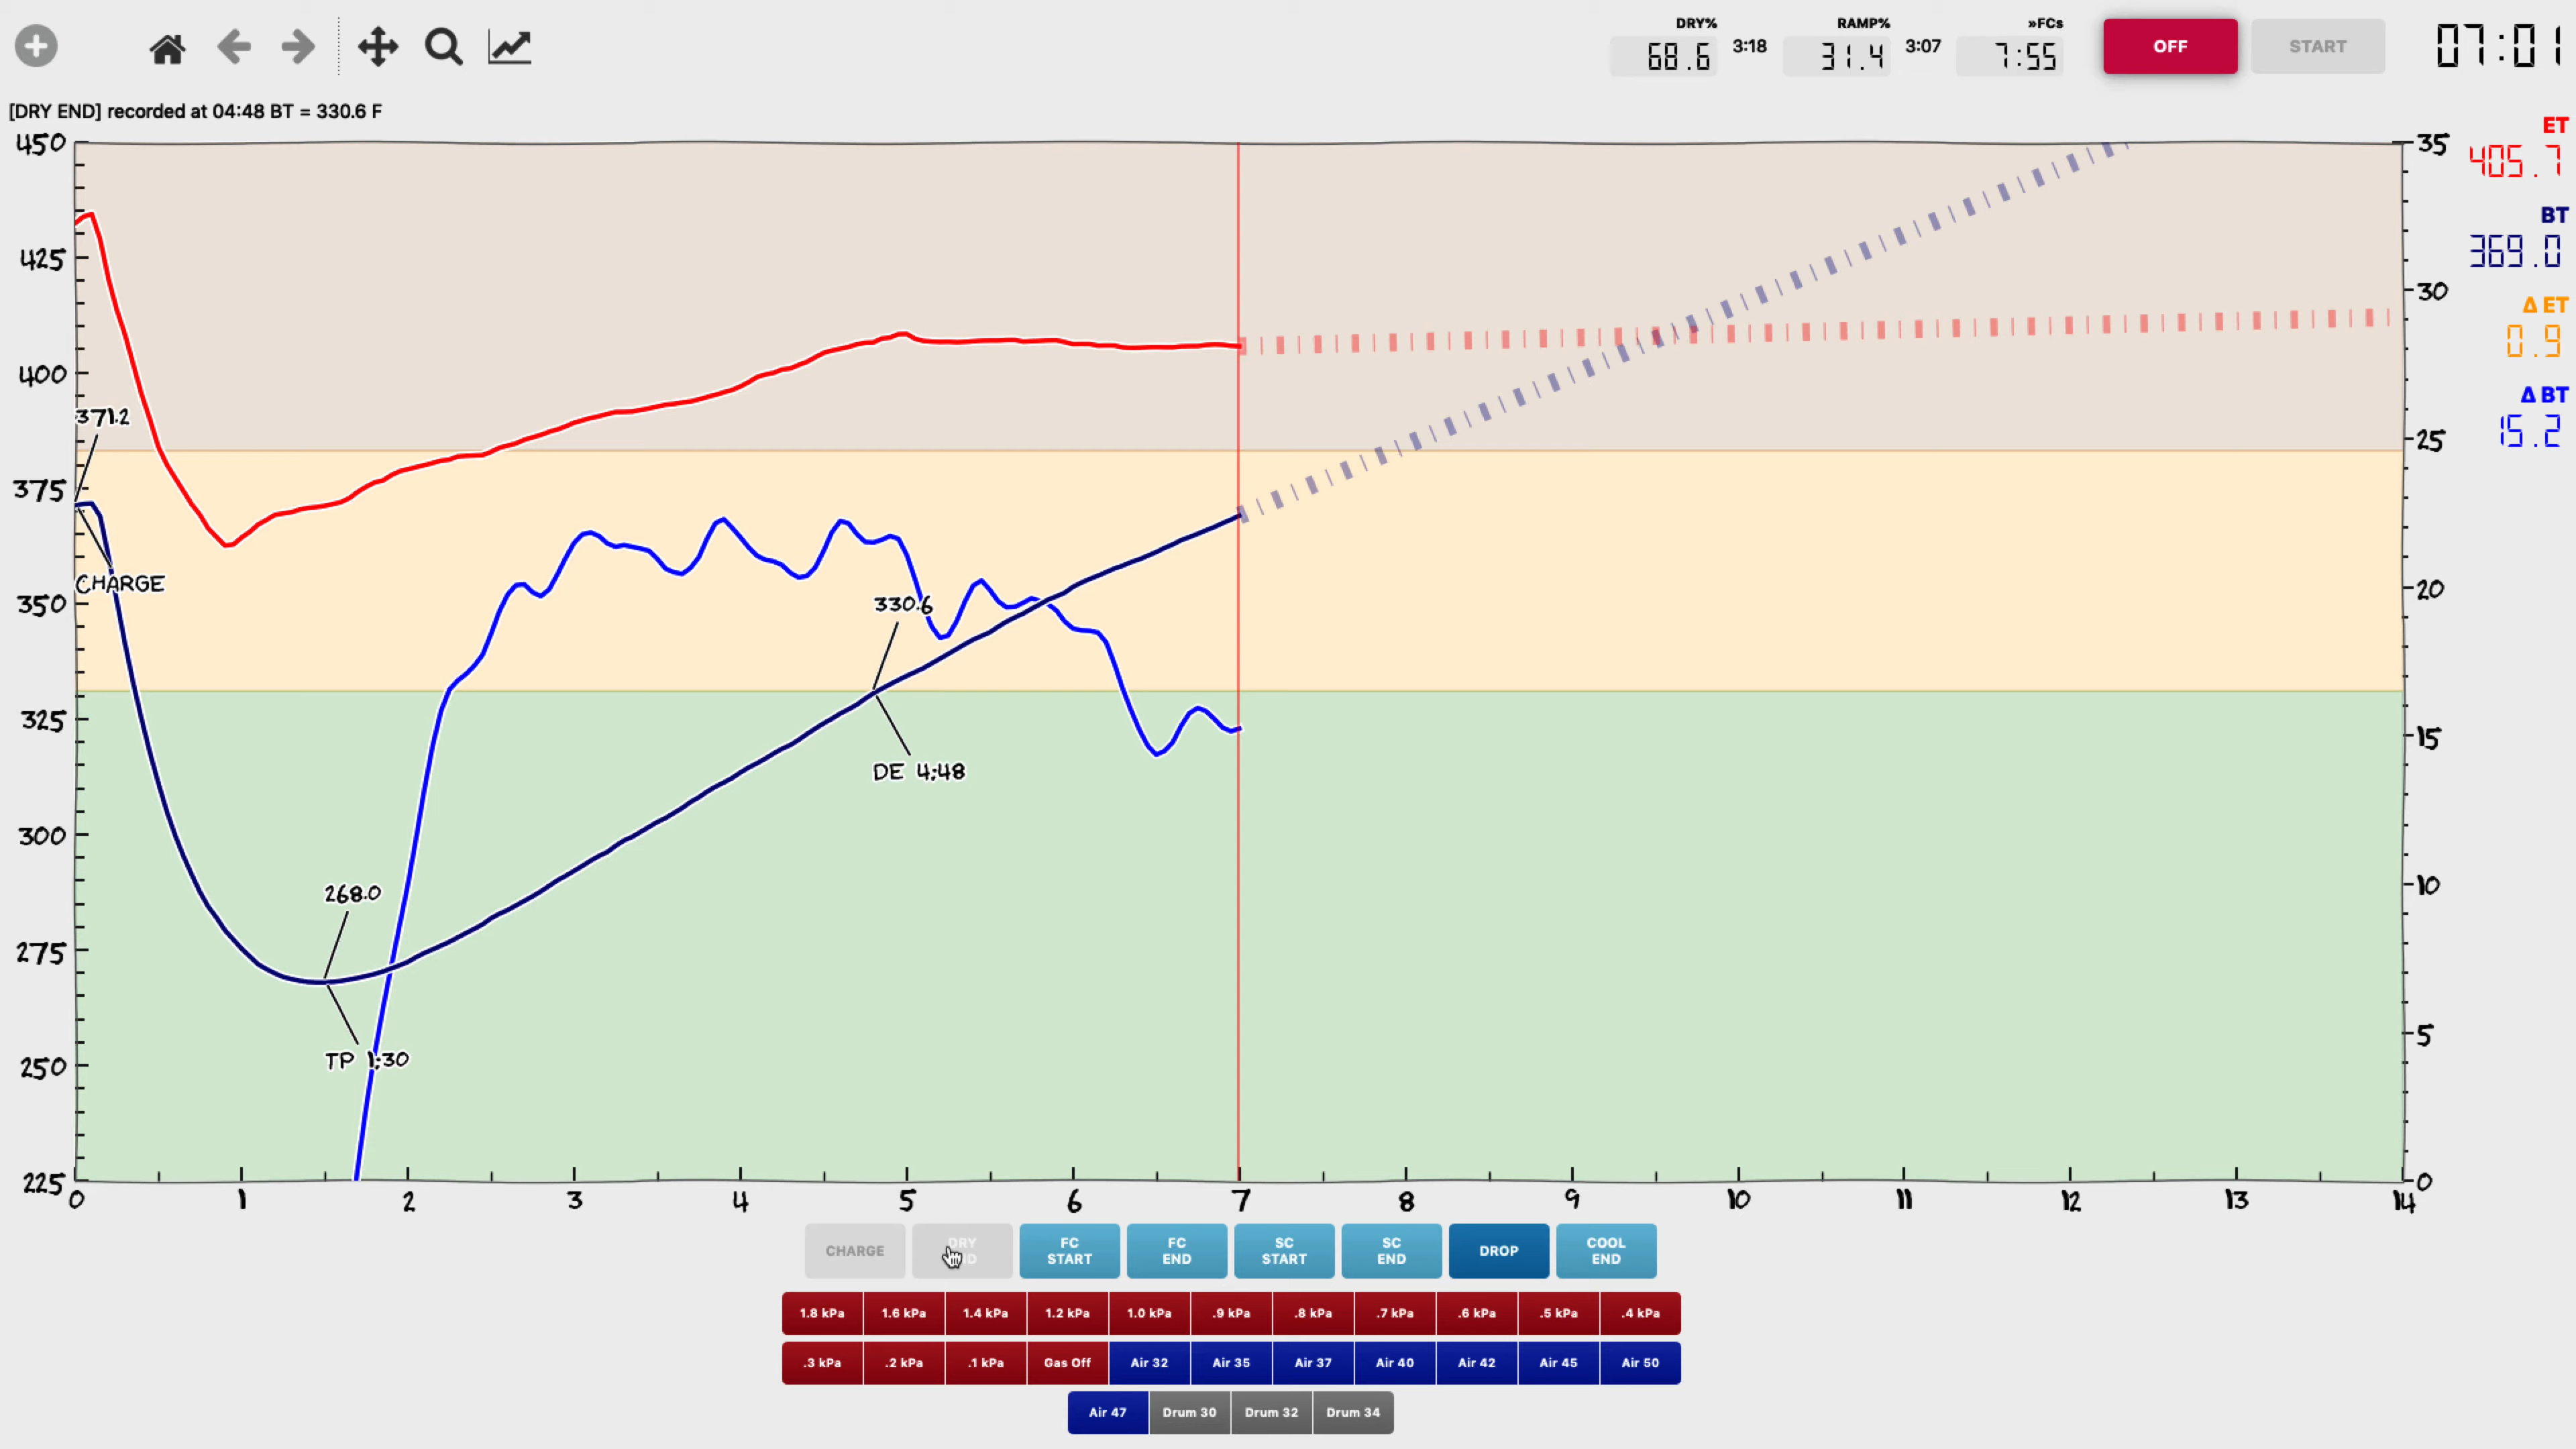 DRY%
RAMP%
»FCs
68.6 3:18 31.4 3:07 7:55
OFF
START
07:01
[DRY END] recorded at 04:48 BT = 330.6 F
ET
405.7
BT
369.0
Δ ET
0.9
Δ BT
15.2
450
425
400
375
350
325
300
275
250
225
35
30
25
20
15
10
5
0
371.2
CHARGE
330.6
DE 4:48
268.0
TP 1:30
0 1 2 3 4 5 6 7 8 9 10 11 12 13 14
CHARGE
DRY
END
FC
START
FC
END
SC
START
SC
END
DROP
COOL
END
1.8 kPa 1.6 kPa 1.4 kPa 1.2 kPa 1.0 kPa .9 kPa .8 kPa .7 kPa .6 kPa .5 kPa .4 kPa
.3 kPa .2 kPa .1 kPa Gas Off Air 32 Air 35 Air 37 Air 40 Air 42 Air 45 Air 50
Air 47 Drum 30 Drum 32 Drum 34